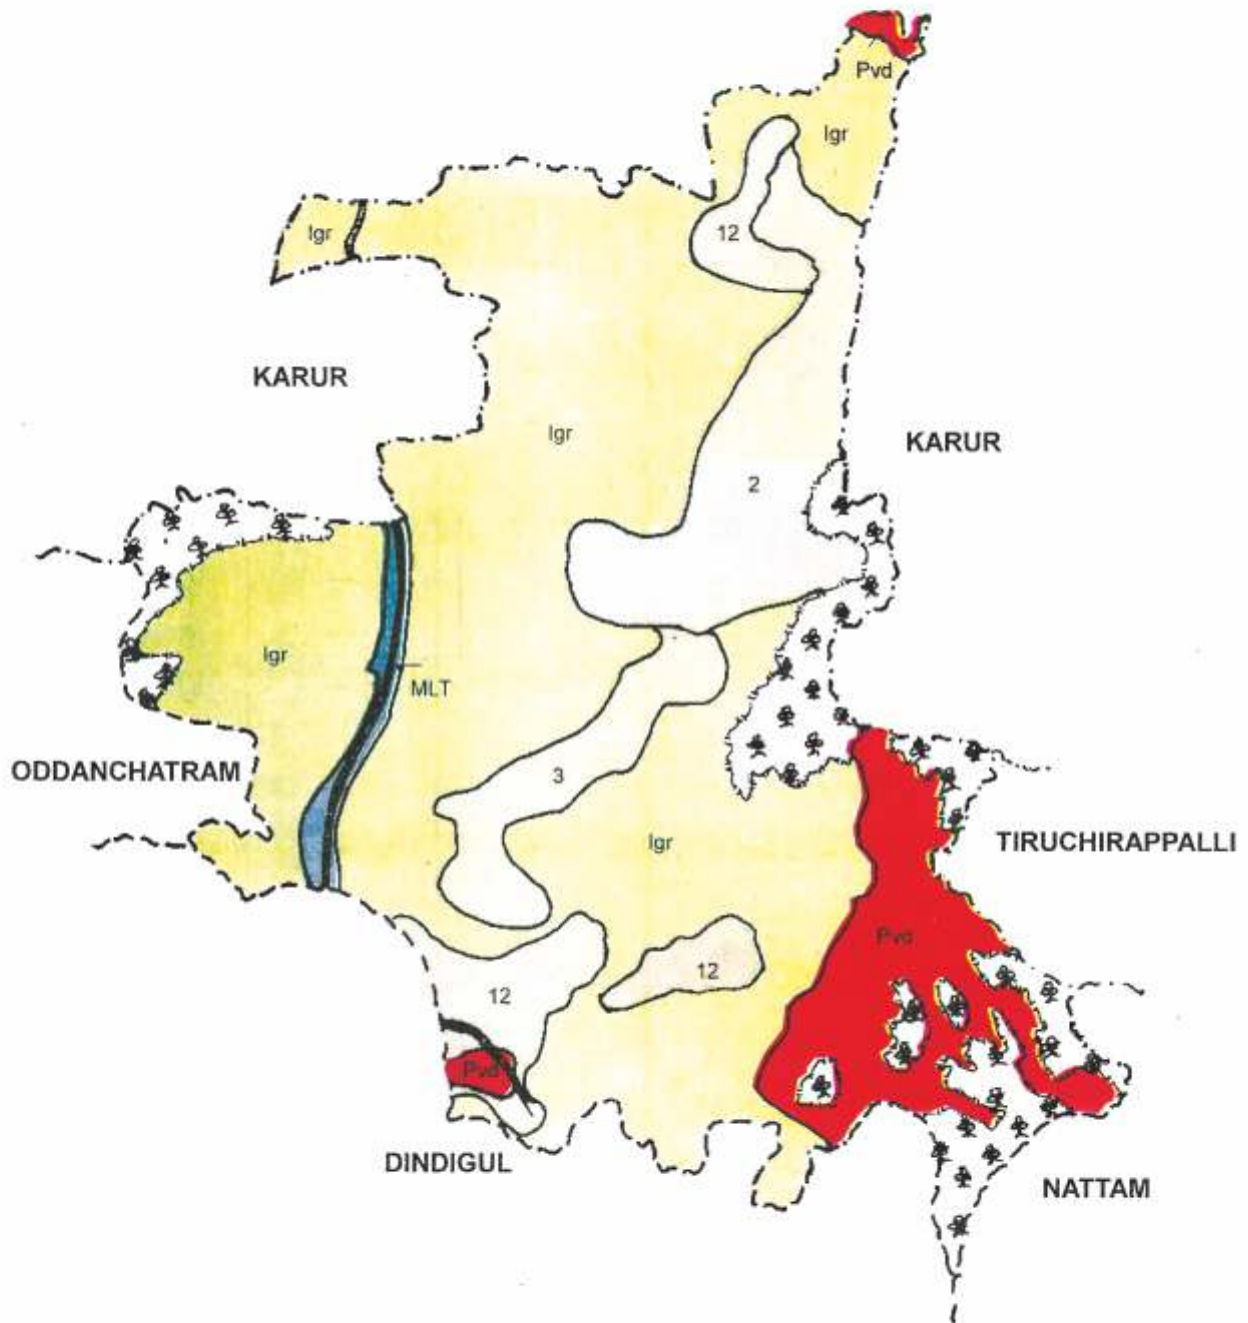 Pvd
Igr
12
Igr
KARUR
Igr
KARUR
2
Igr
MLT
ODDANCHATRAM
3
Igr
TIRUCHIRAPPALLI
Pvd
12
12
Pvd
DINDIGUL
NATTAM